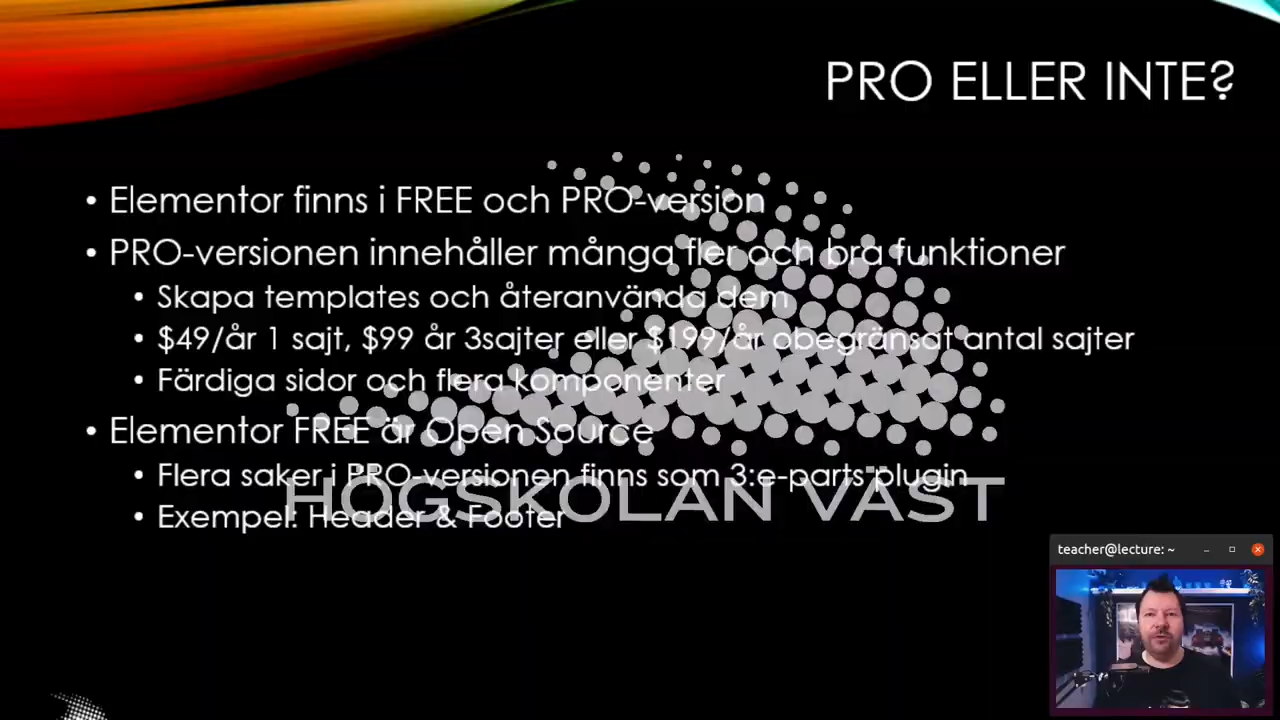 PRO ELLER INTE?
• Elementor finns i FREE och PRO-version
• PRO-versionen innehåller många fler och bra funktioner
• Skapa templates och återanvända dem
• $49/år 1 sajt, $99 år 3sajter eller $199/år obegränsat antal sajter
• Färdiga sidor och flera komponenter
• Elementor FREE är Open Source
• Flera saker i PRO-versionen finns som 3:e-parts plugin
HÖGSKOLAN VÄST
• Exempel: Header & Footer
teacher@lecture: ~